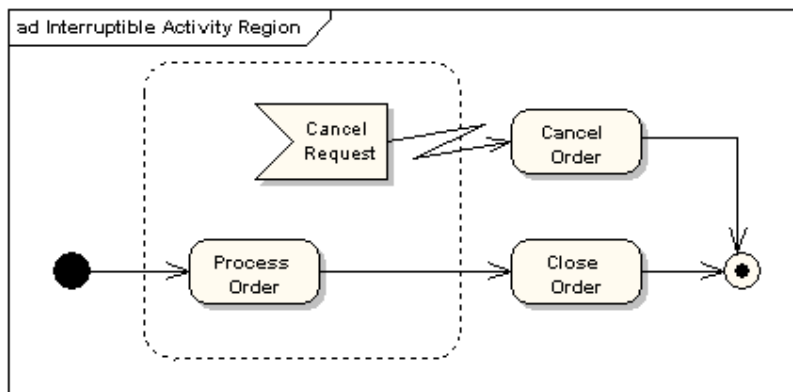 ad Interruptible Activity Region
Cancel
Request
Cancel
Order
Process
Order
Close
Order